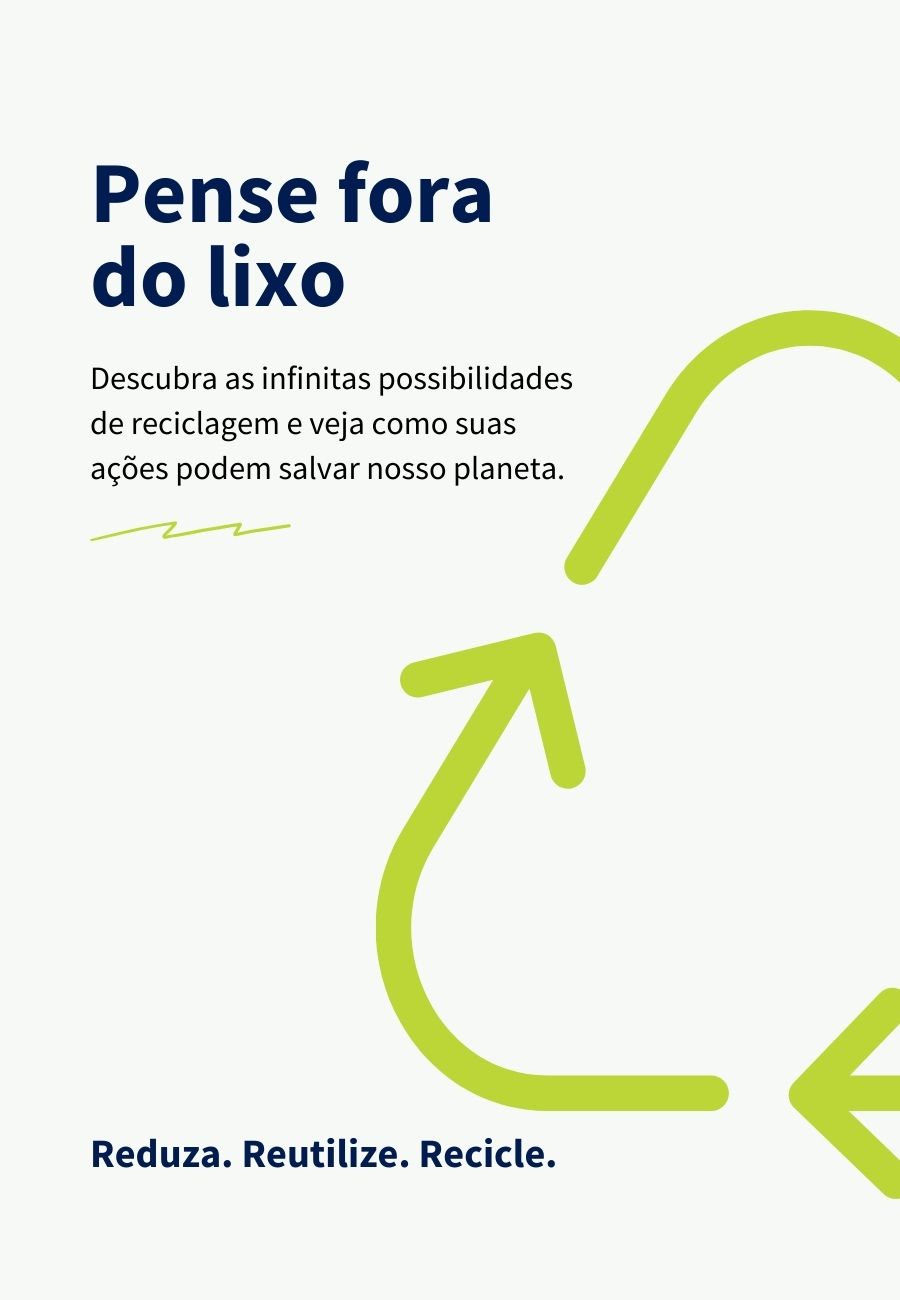 Pense fora
do lixo
Descubra as infinitas possibilidades
de reciclagem e veja como suas
ações podem salvar nosso planeta.
Reduza. Reutilize. Recicle.